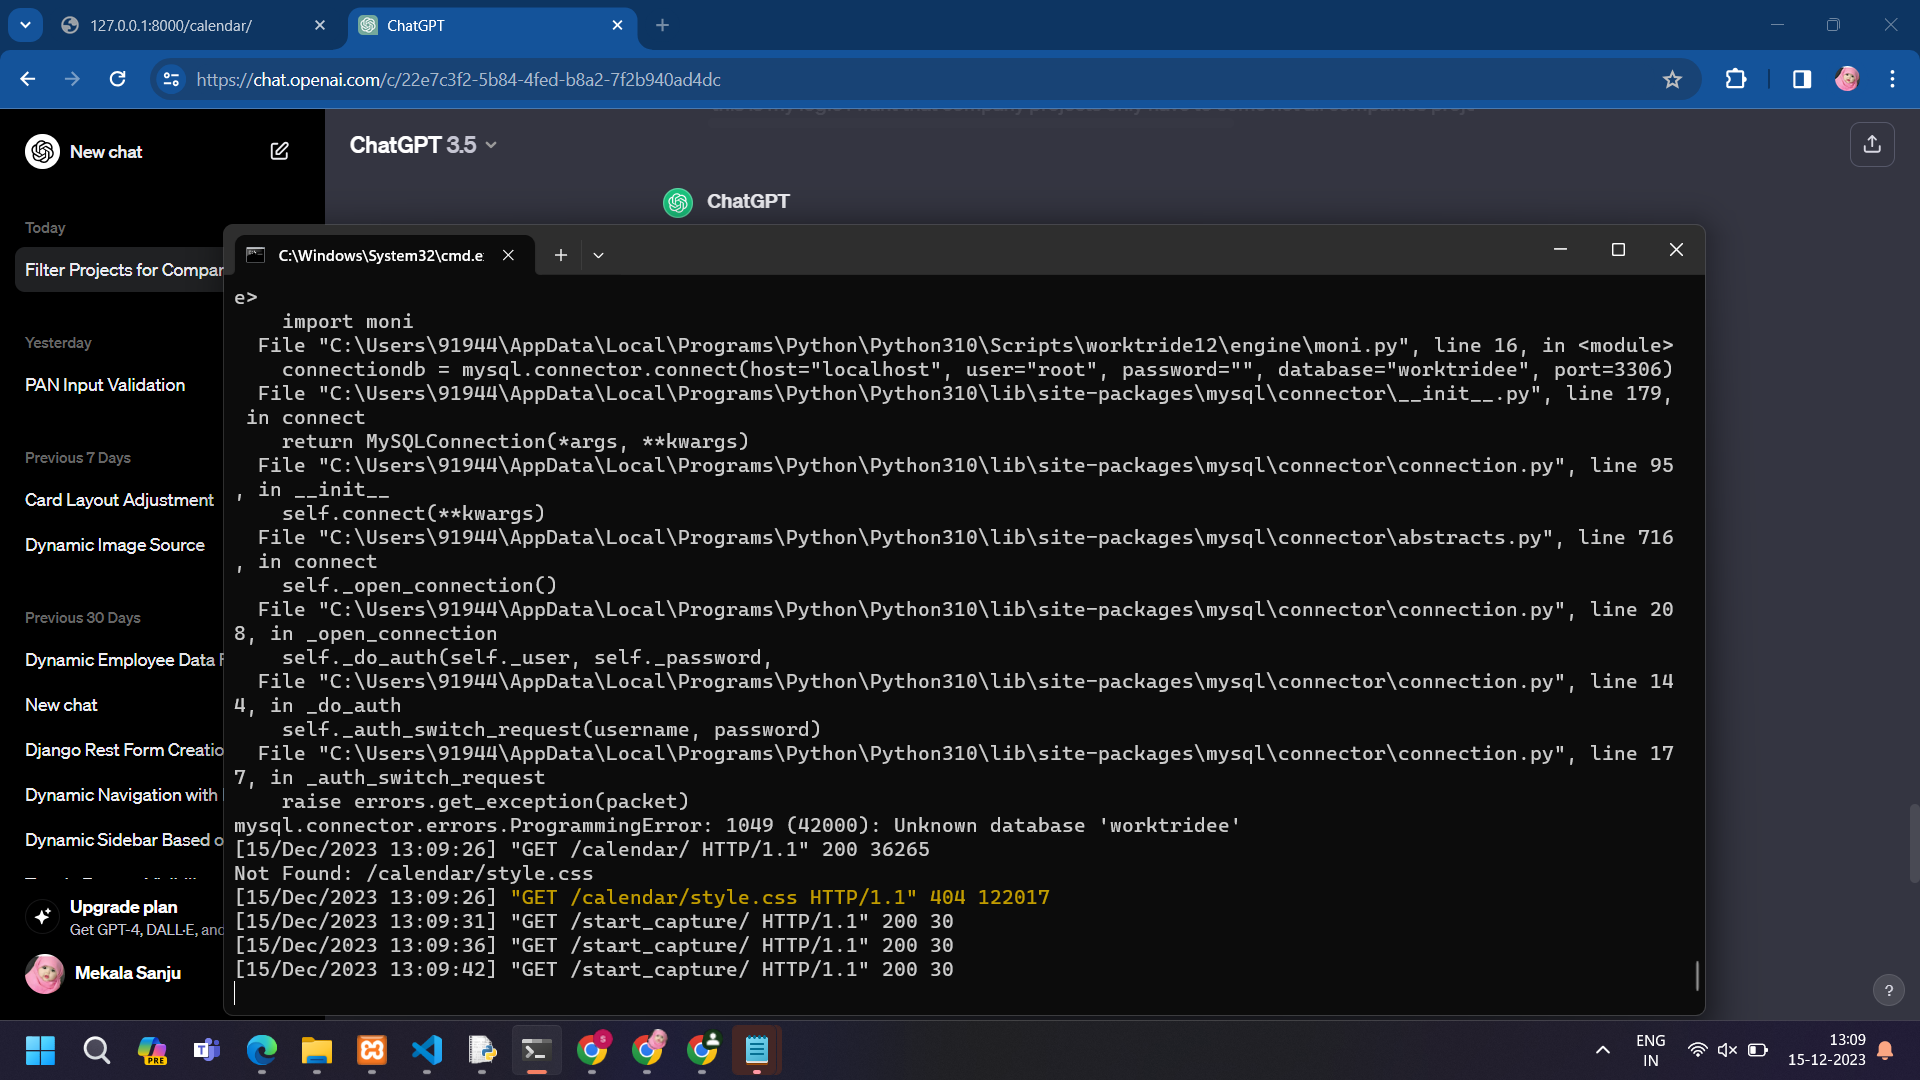 127.0.0.1:8000/calendar/
ChatGPT
https://chat.openai.com/c/22e7c3f2-5b84-4fed-b8a2-7f2b940ad4dc
New chat
ChatGPT 3.5
ChatGPT
Today
Filter Projects for Compar
Yesterday
PAN Input Validation
Previous 7 Days
Card Layout Adjustment
Dynamic Image Source
Previous 30 Days
Dynamic Employee Data F
New chat
Django Rest Form Creatio
Dynamic Navigation with
Dynamic Sidebar Based o
Upgrade plan
Get GPT-4, DALL·E, and
Mekala Sanju
C:\Windows\System32\cmd.e
e>
    import moni
  File "C:\Users\91944\AppData\Local\Programs\Python\Python310\Scripts\worktride12\engine\moni.py", line 16, in <module>
    connectiondb = mysql.connector.connect(host="localhost", user="root", password="", database="worktridee", port=3306)
  File "C:\Users\91944\AppData\Local\Programs\Python\Python310\lib\site-packages\mysql\connector\__init__.py", line 179,
 in connect
    return MySQLConnection(*args, **kwargs)
  File "C:\Users\91944\AppData\Local\Programs\Python\Python310\lib\site-packages\mysql\connector\connection.py", line 95
, in __init__
    self.connect(**kwargs)
  File "C:\Users\91944\AppData\Local\Programs\Python\Python310\lib\site-packages\mysql\connector\abstracts.py", line 716
, in connect
    self._open_connection()
  File "C:\Users\91944\AppData\Local\Programs\Python\Python310\lib\site-packages\mysql\connector\connection.py", line 20
8, in _open_connection
    self._do_auth(self._user, self._password,
  File "C:\Users\91944\AppData\Local\Programs\Python\Python310\lib\site-packages\mysql\connector\connection.py", line 14
4, in _do_auth
    self._auth_switch_request(username, password)
  File "C:\Users\91944\AppData\Local\Programs\Python\Python310\lib\site-packages\mysql\connector\connection.py", line 17
7, in _auth_switch_request
    raise errors.get_exception(packet)
mysql.connector.errors.ProgrammingError: 1049 (42000): Unknown database 'worktridee'
[15/Dec/2023 13:09:26] "GET /calendar/ HTTP/1.1" 200 36265
Not Found: /calendar/style.css
[15/Dec/2023 13:09:26] "GET /calendar/style.css HTTP/1.1" 404 122017
[15/Dec/2023 13:09:31] "GET /start_capture/ HTTP/1.1" 200 30
[15/Dec/2023 13:09:36] "GET /start_capture/ HTTP/1.1" 200 30
[15/Dec/2023 13:09:42] "GET /start_capture/ HTTP/1.1" 200 30
?
PRE
S
ENG
IN
13:09
15-12-2023